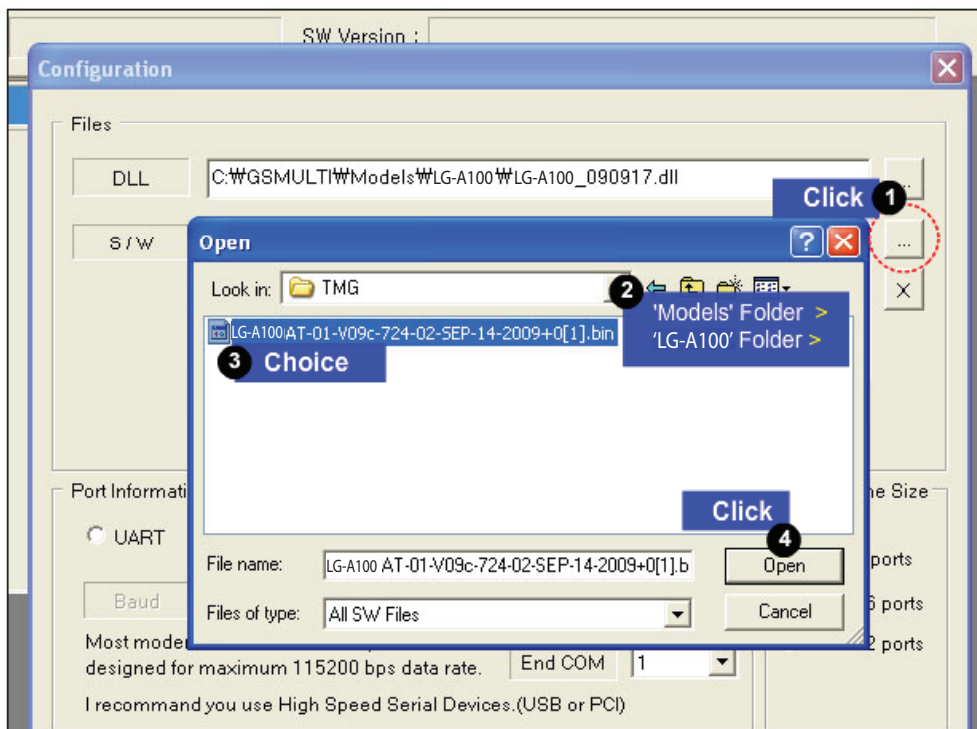 SW Version :
Configuration
Files
DLL
C:₩GSMULTI₩Models₩LG-A100₩LG-A100_090917.dll
...
Click 1
S / W
...
Open
?
Look in: TMG
X
2
'Models' Folder >
'LG-A100' Folder >
LG-A100AT-01-V09c-724-02-SEP-14-2009+0[1].bin
3 Choice
Port Informati
ne Size
UART
Click
4
File name: LG-A100 AT-01-V09c-724-02-SEP-14-2009+0[1].b Open
ports
Baud
Files of type: All SW Files Cancel
6 ports
Most moder
2 ports
designed for maximum 115200 bps data rate. End COM 1
I recommand you use High Speed Serial Devices.(USB or PCI)